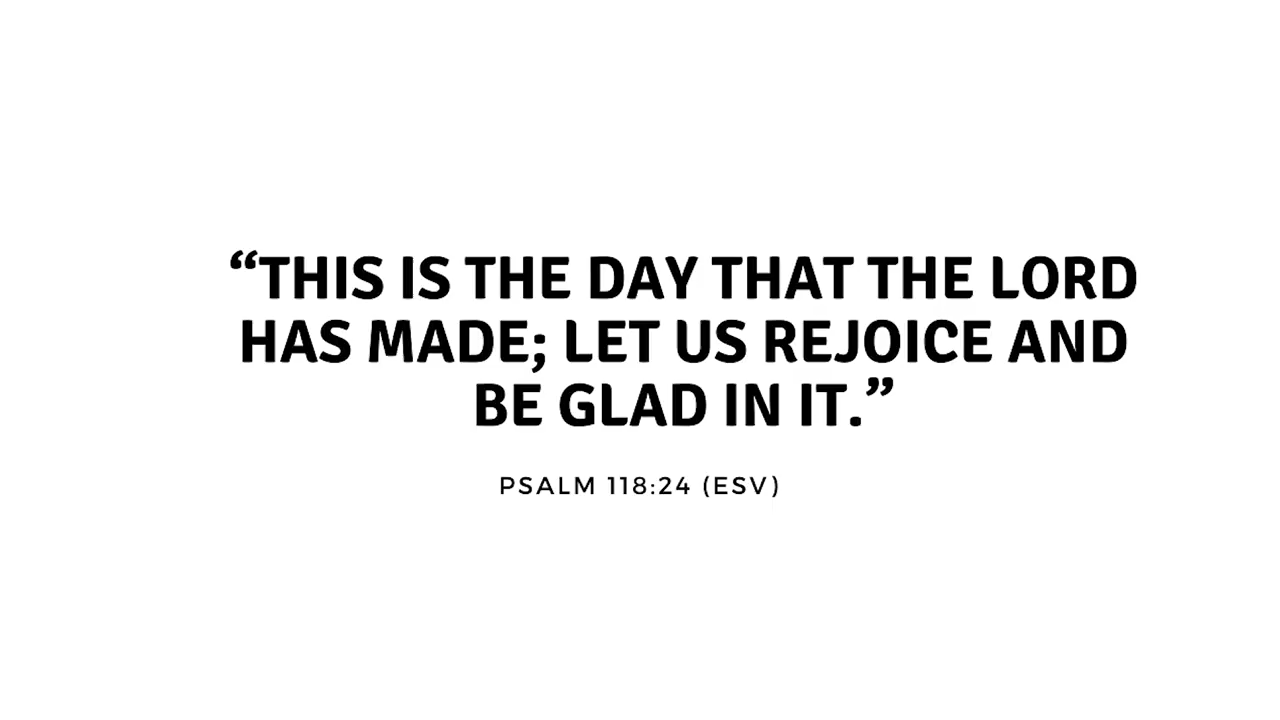 “THIS IS THE DAY THAT THE LORD
HAS MADE; LET US REJOICE AND
BE GLAD IN IT.”
PSALM 118:24 (ESV)